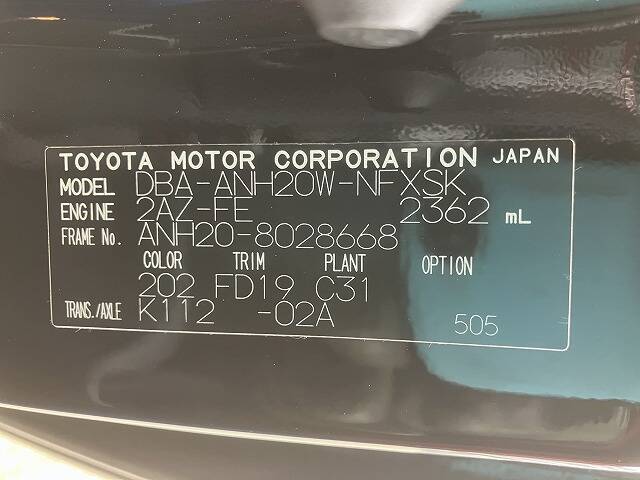 TOYOTA MOTOR CORPORATION JAPAN
MODEL DBA-ANH20W-NFXSK
ENGINE 2AZ-FE 2362 mL
FRAME No. ANH20-8028668
COLOR TRIM PLANT OPTION
202 FD19 C31
TRANS./AXLE K112 -02A
505